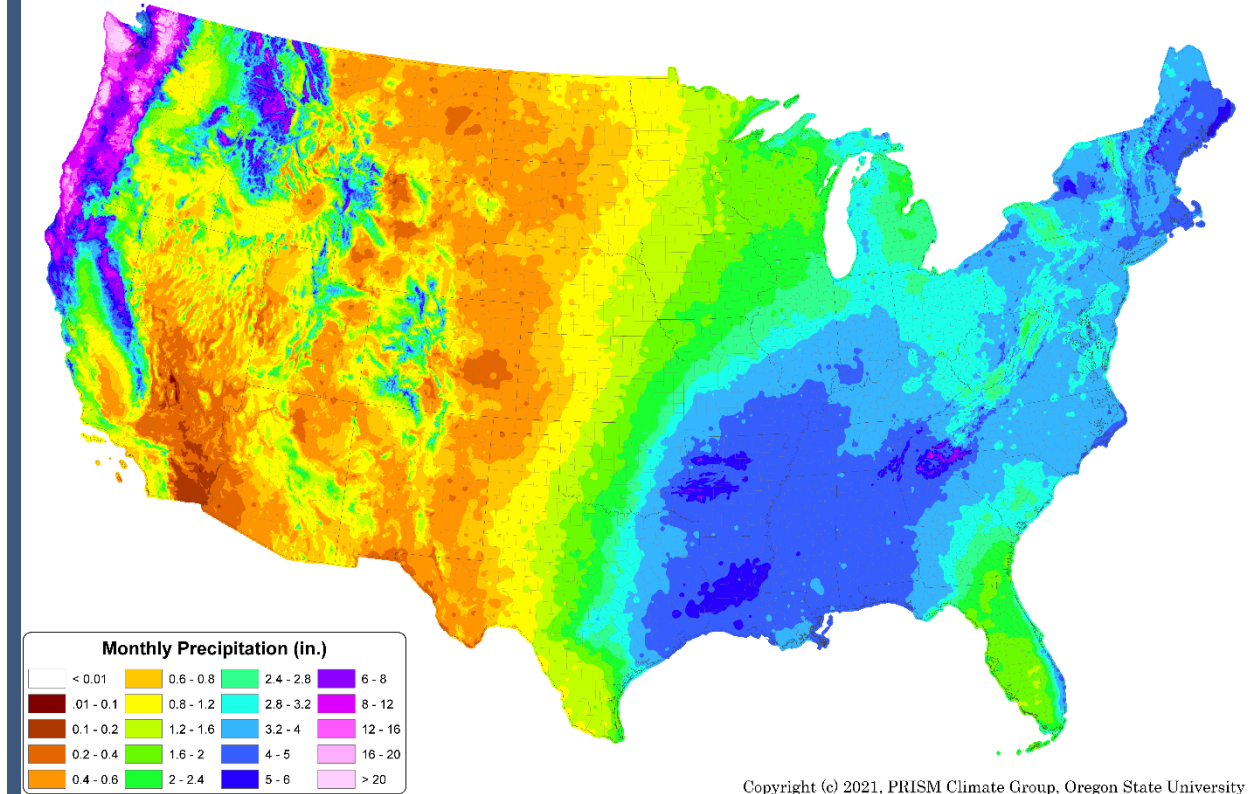 Monthly Precipitation (in.)
< 0.01 0.6 - 0.8 2.4 - 2.8 6 - 8
.01 - 0.1 0.8 - 1.2 2.8 - 3.2 8 - 12
0.1 - 0.2 1.2 - 1.6 3.2 - 4 12 - 16
0.2 - 0.4 1.6 - 2 4 - 5 16 - 20
0.4 - 0.6 2 - 2.4 5 - 6 > 20
Copyright (c) 2021, PRISM Climate Group, Oregon State University